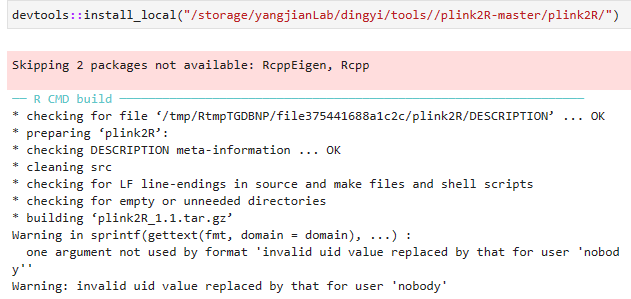 devtools::install_local("/storage/yangjianLab/dingyi/tools//plink2R-master/plink2R/")
Skipping 2 packages not available: RcppEigen, Rcpp
── R CMD build ─────────────────────────────────────────────────────────────────
* checking for file ‘/tmp/RtmpTGDBNP/file375441688a1c2c/plink2R/DESCRIPTION’ ... OK
* preparing ‘plink2R’:
* checking DESCRIPTION meta-information ... OK
* cleaning src
* checking for LF line-endings in source and make files and shell scripts
* checking for empty or unneeded directories
* building ‘plink2R_1.1.tar.gz’
Warning in sprintf(gettext(fmt, domain = domain), ...) :
  one argument not used by format 'invalid uid value replaced by that for user 'nobod
y''
Warning: invalid uid value replaced by that for user 'nobody'